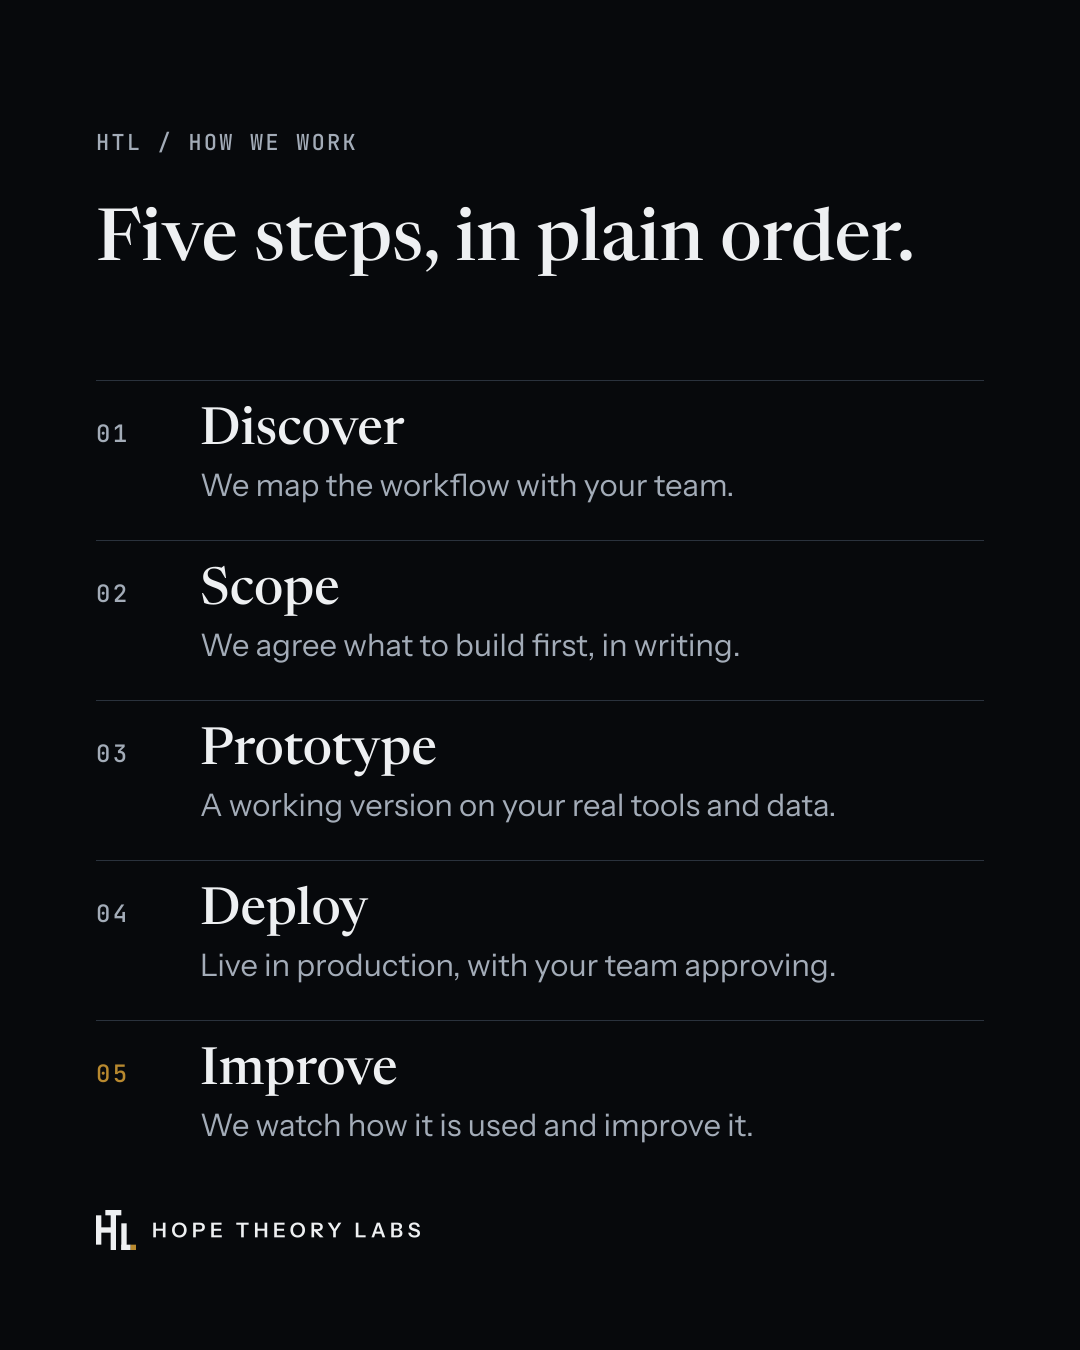 HTL / HOW WE WORK
Five steps, in plain order.
01
Discover
We map the workflow with your team.
02
Scope
We agree what to build first, in writing.
03
Prototype
A working version on your real tools and data.
04
Deploy
Live in production, with your team approving.
05
Improve
We watch how it is used and improve it.
HTL HOPE THEORY LABS